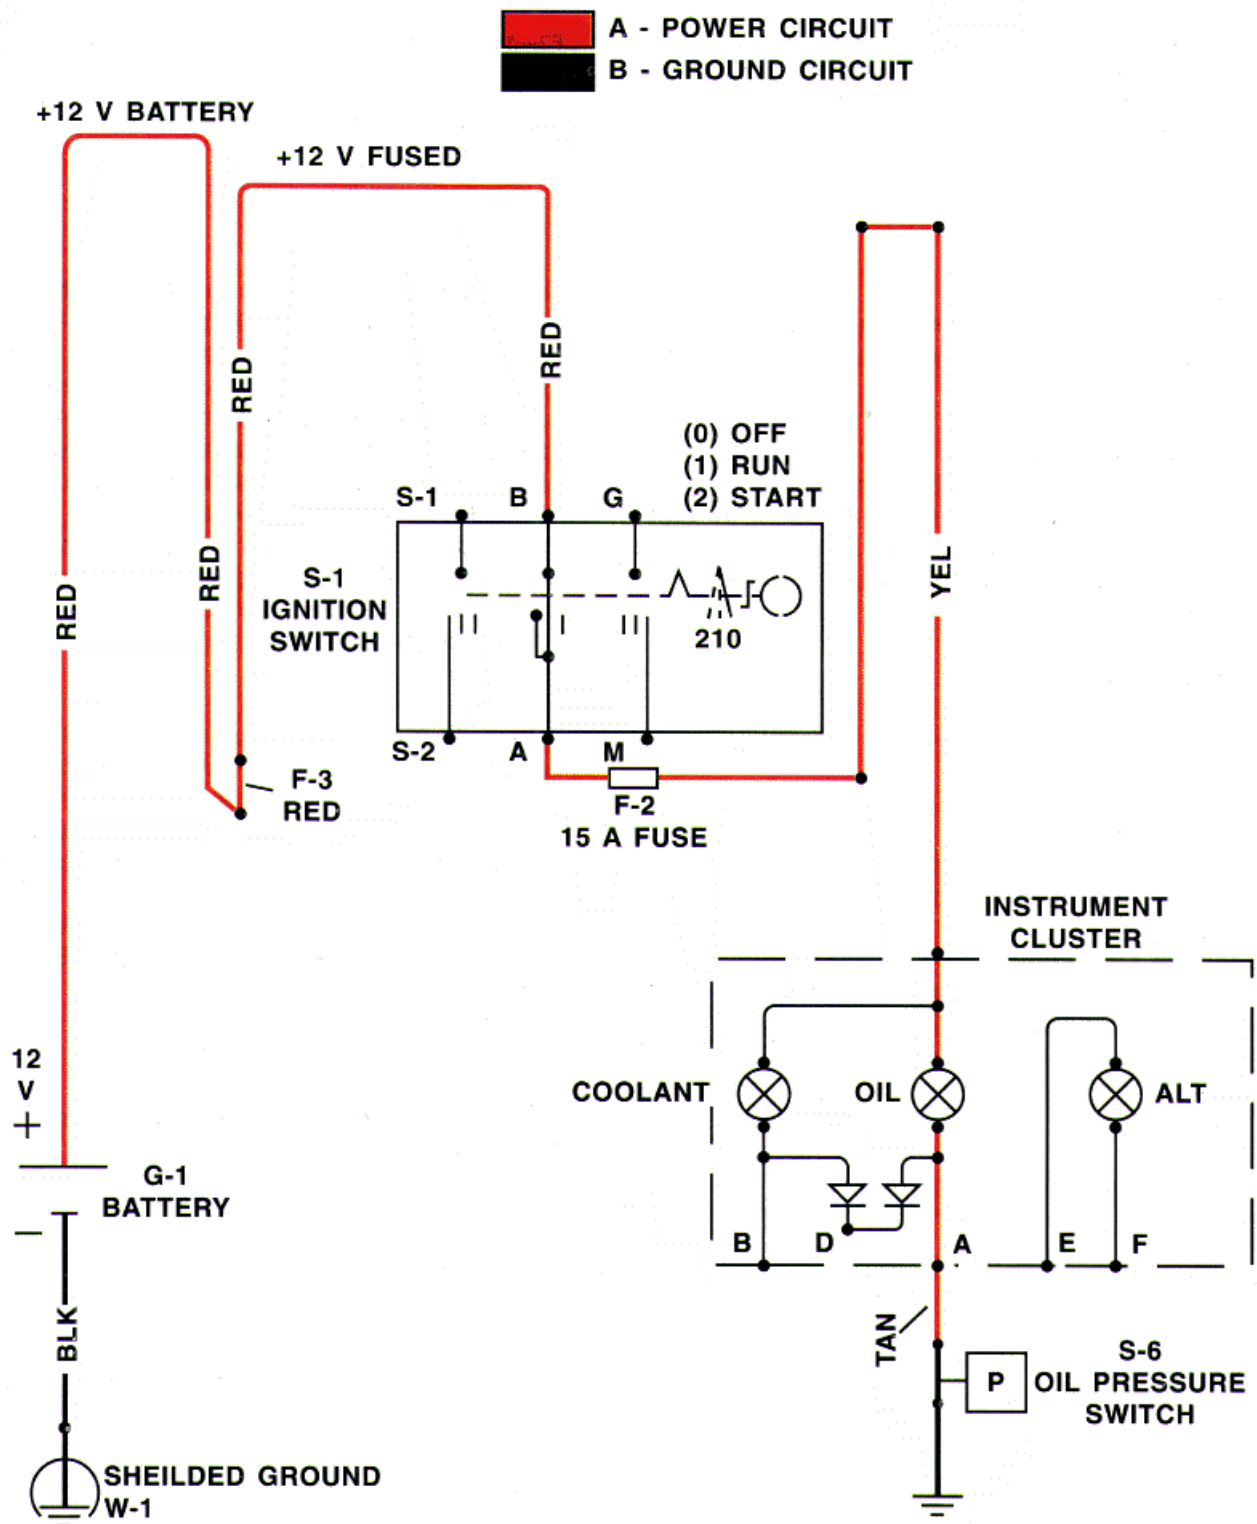 A - POWER CIRCUIT
B - GROUND CIRCUIT
+12 V BATTERY
+12 V FUSED
RED
RED
RED
RED
(0) OFF
(1) RUN
(2) START
S-1
B
G
S-1
IGNITION
SWITCH
210
YEL
S-2
A
M
F-3
RED
F-2
15 A FUSE
INSTRUMENT
CLUSTER
12
V
+
COOLANT
OIL
ALT
G-1
BATTERY
–
B
D
A
E
F
BLK
TAN
P
S-6
OIL PRESSURE
SWITCH
SHEILDED GROUND
W-1